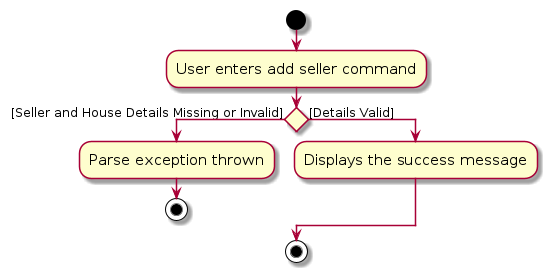 User enters add seller command
[Seller and House Details Missing or Invalid]
[Details Valid]
Parse exception thrown
Displays the success message